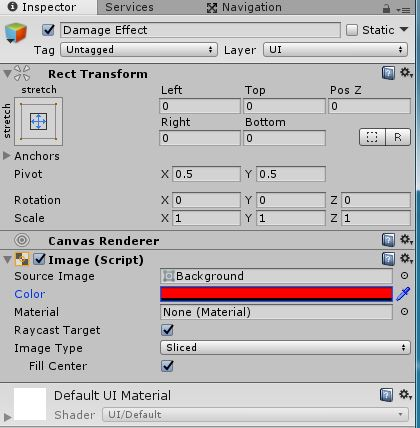 Inspector Services Navigation
Damage Effect Static
Tag Untagged Layer UI
Rect Transform
stretch Left Top Pos Z
stretch 0 0 0
Right Bottom
0 0 R
Anchors
Pivot X 0.5 Y 0.5
Rotation X 0 Y 0 Z 0
Scale X 1 Y 1 Z 1
Canvas Renderer
Image (Script)
Source Image Background
Color
Material None (Material)
Raycast Target
Image Type Sliced
Fill Center
Default UI Material
Shader UI/Default